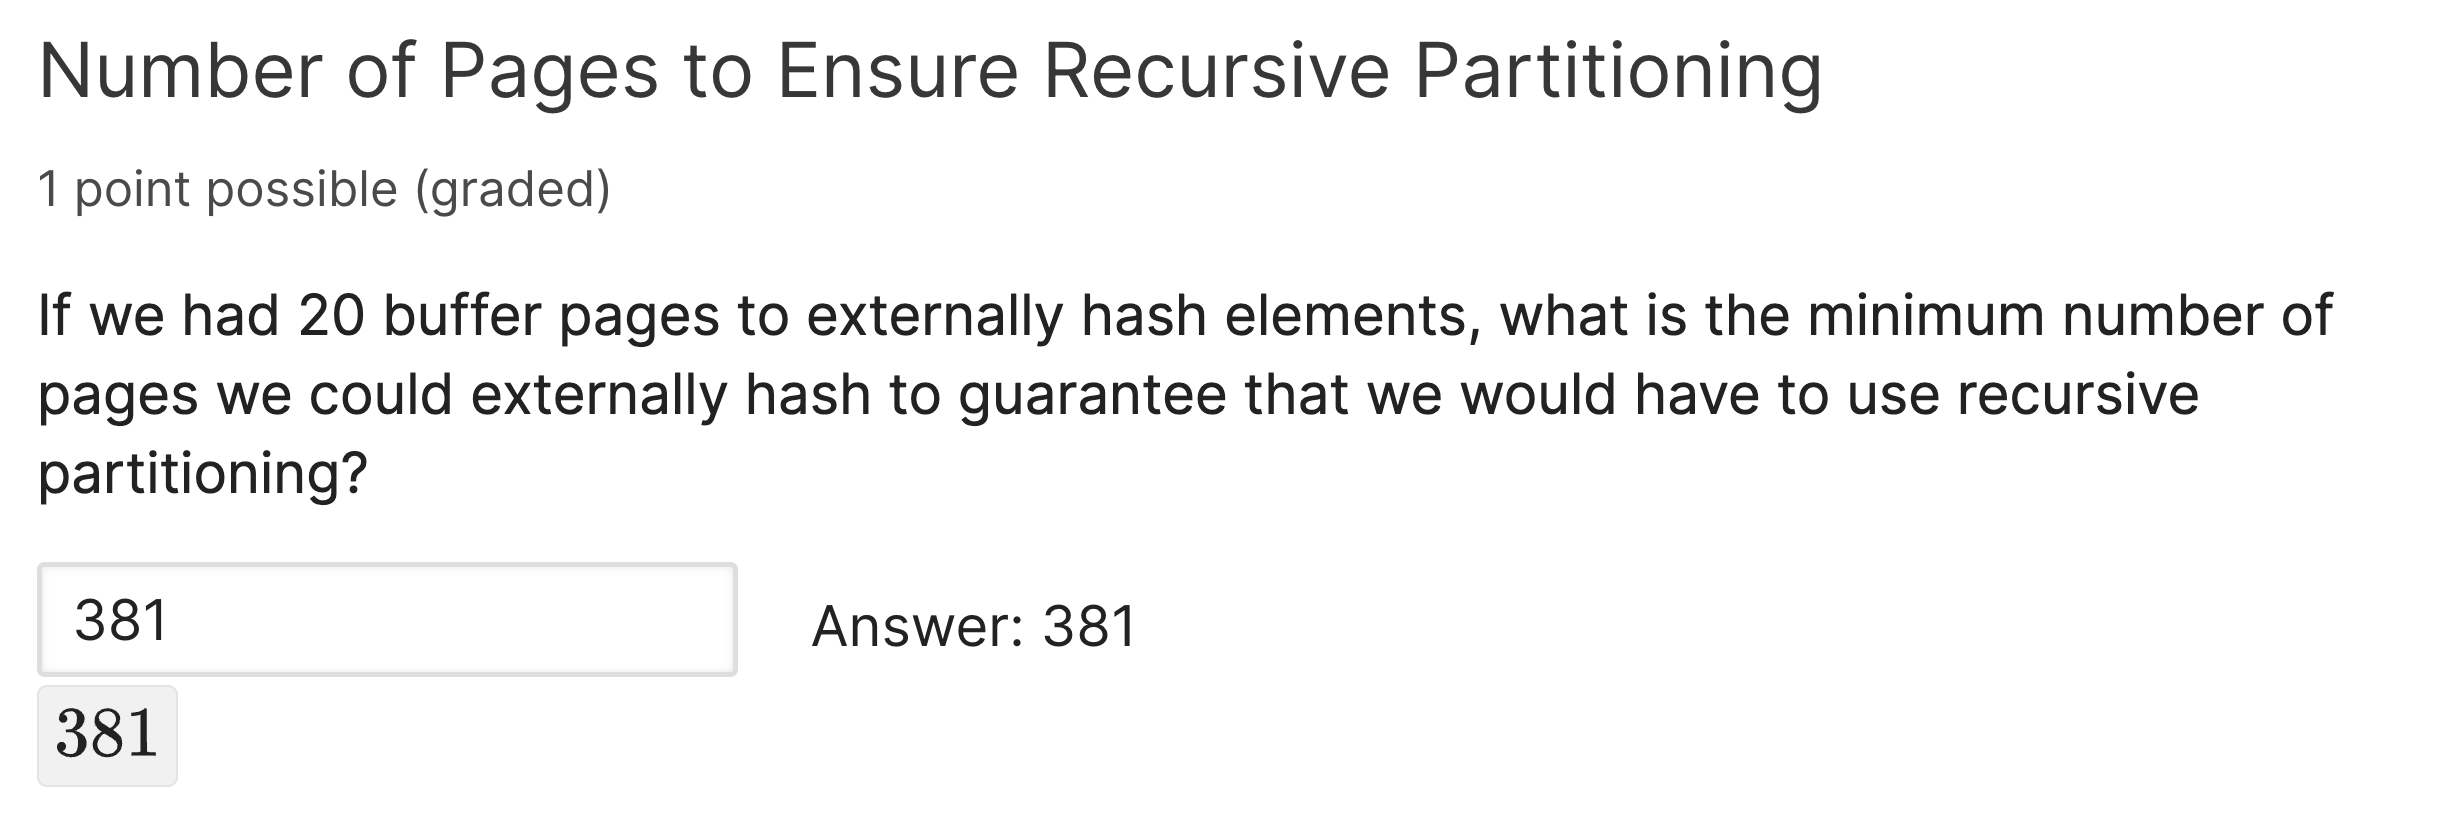 Number of Pages to Ensure Recursive Partitioning
1 point possible (graded)
If we had 20 buffer pages to externally hash elements, what is the minimum number of
pages we could externally hash to guarantee that we would have to use recursive
partitioning?
381 Answer: 381
381